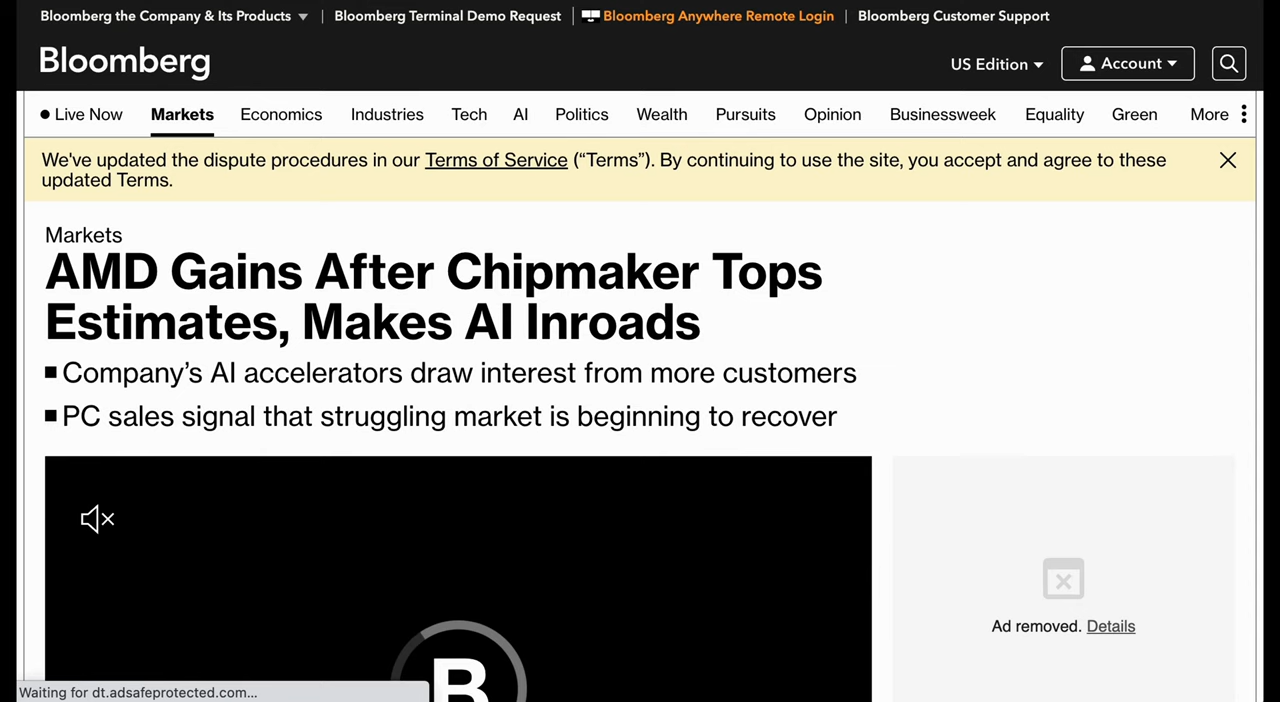 Bloomberg the Company & Its Products ▼ | Bloomberg Terminal Demo Request | Bloomberg Anywhere Remote Login | Bloomberg Customer Support
Bloomberg
US Edition
Account
Live Now Markets Economics Industries Tech AI Politics Wealth Pursuits Opinion Businessweek Equality Green More
We've updated the dispute procedures in our Terms of Service (“Terms”). By continuing to use the site, you accept and agree to these
updated Terms.
Markets
AMD Gains After Chipmaker Tops
Estimates, Makes AI Inroads
Company’s AI accelerators draw interest from more customers
PC sales signal that struggling market is beginning to recover
B
Ad removed. Details
Waiting for dt.adsafeprotected.com...